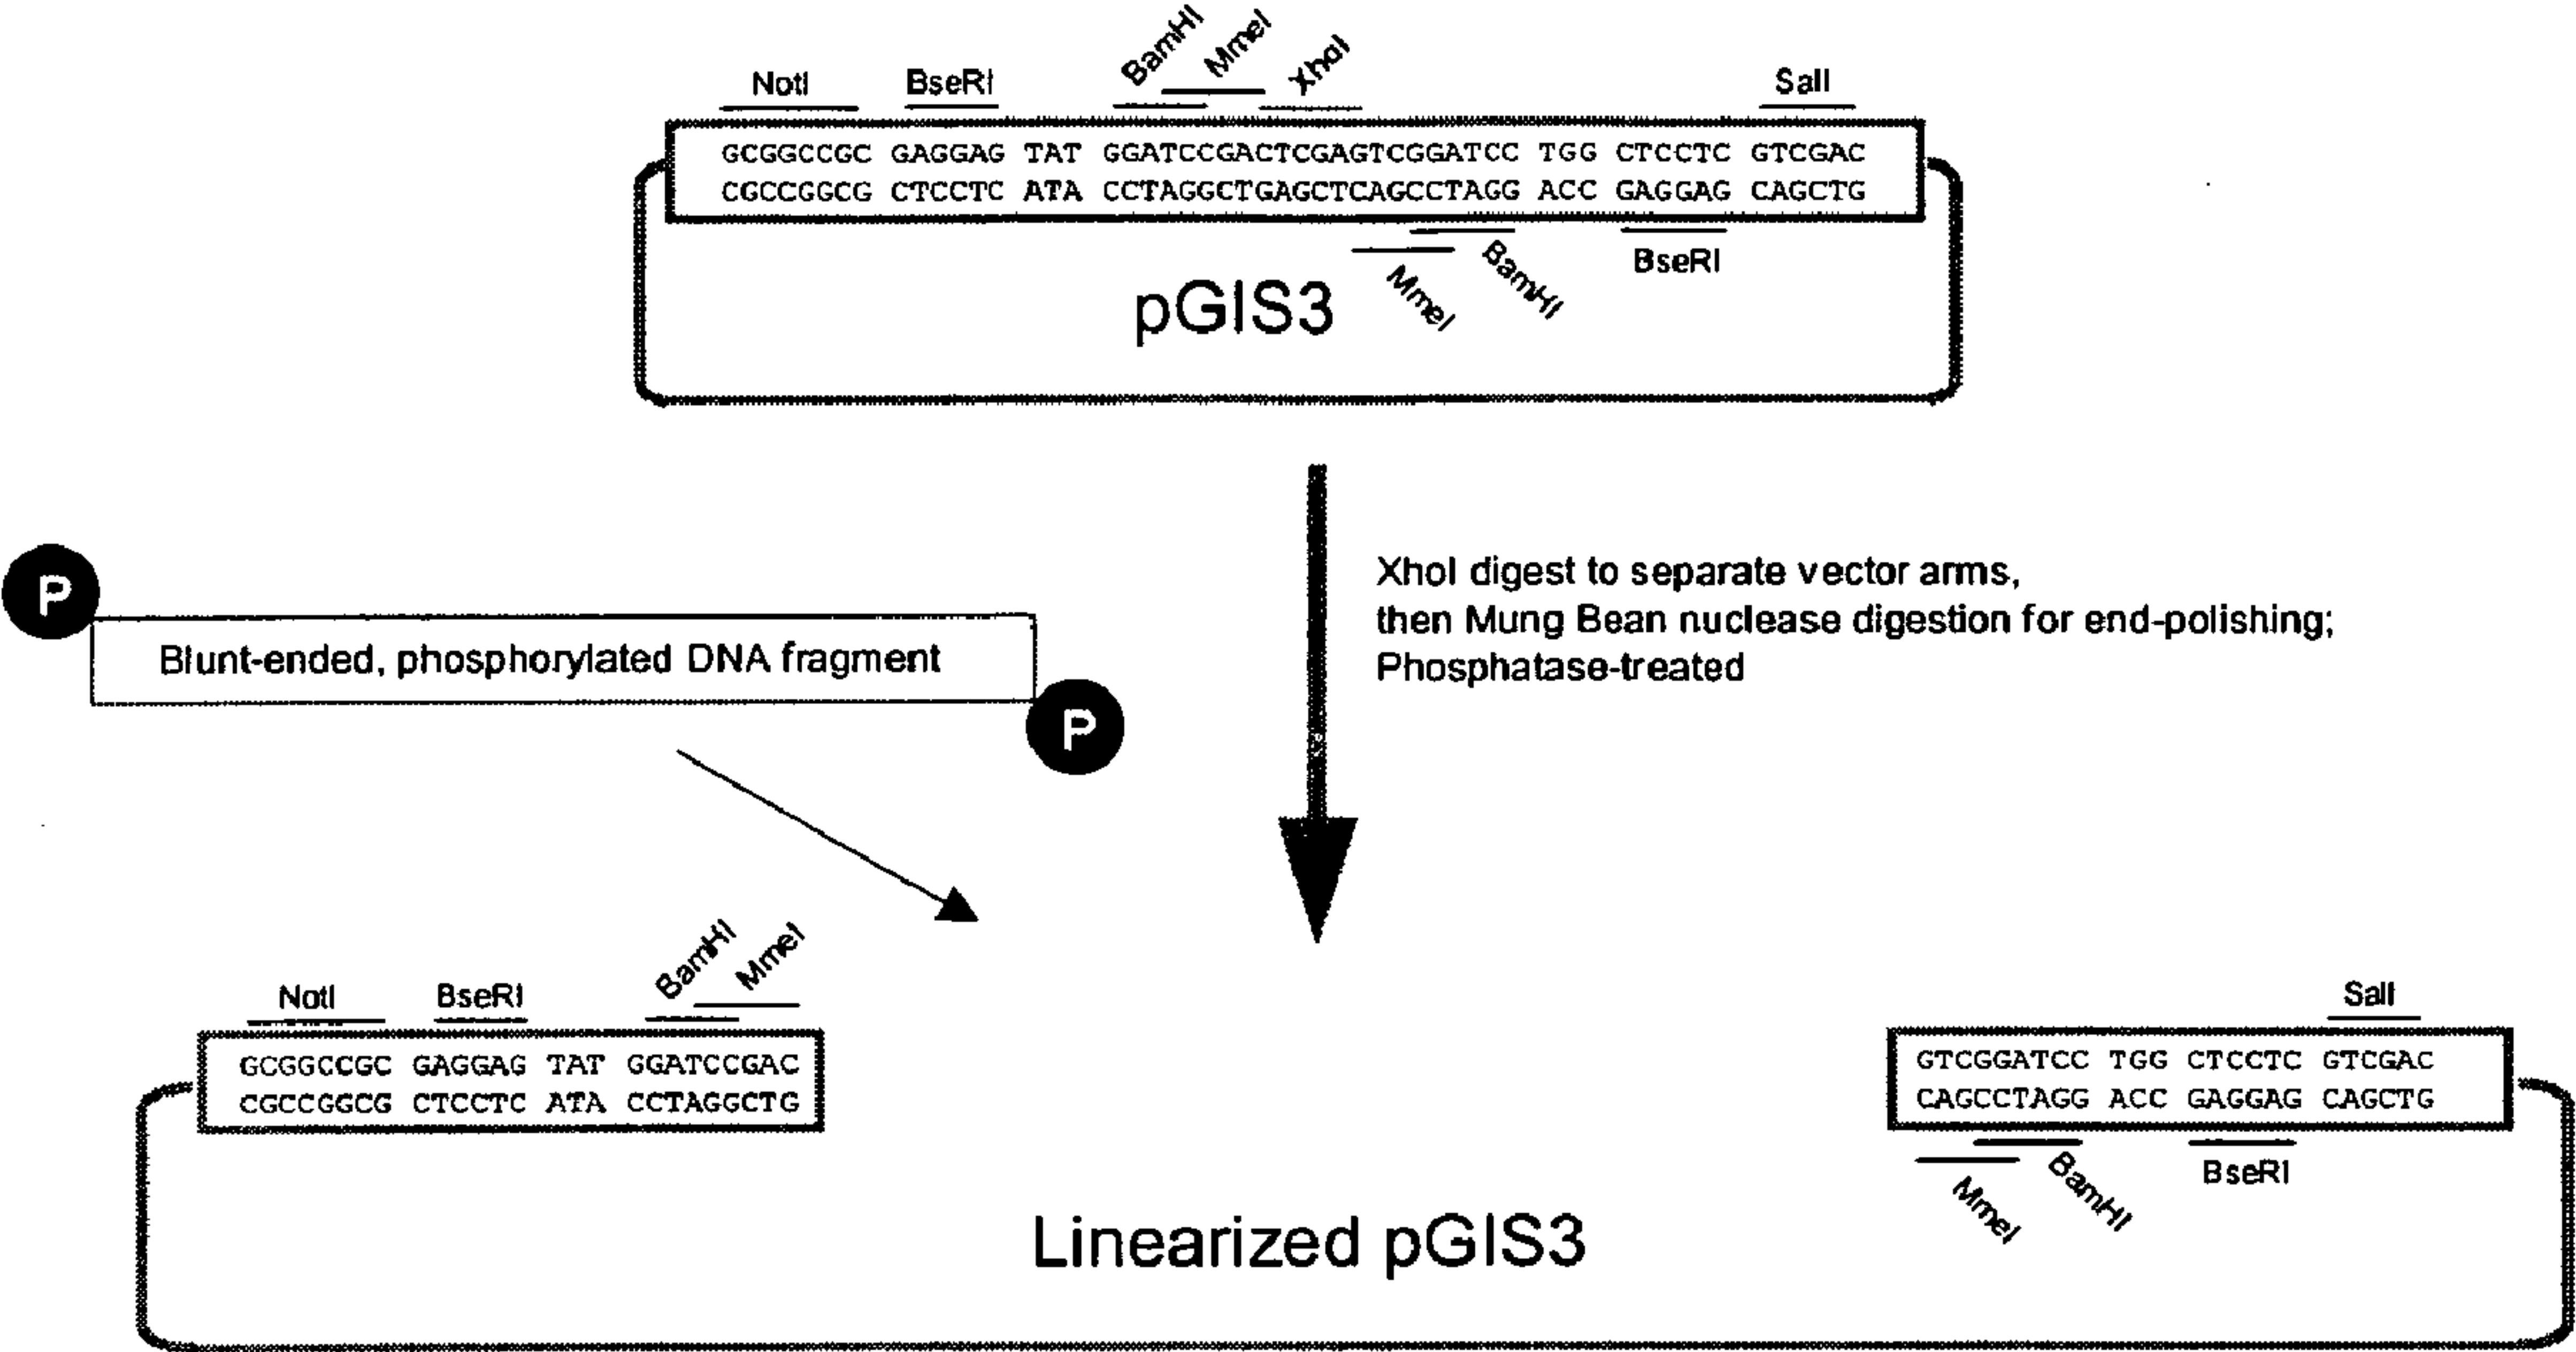 BamHI MmeI XhoI
NotI BseRI SalI
GCGGCCGC GAGGAG TAT GGATCCGACTCGAGTCGGATCC TGG CTCCTC GTCGAC
CGCCGGCG CTCCTC ATA CCTAGGCTGAGCTCAGCCTAGG ACC GAGGAG CAGCTG
MmeI BamHI BseRI
pGIS3
XhoI digest to separate vector arms,
then Mung Bean nuclease digestion for end-polishing;
Phosphatase-treated
P
Blunt-ended, phosphorylated DNA fragment
P
BamHI MmeI
NotI BseRI
GCGGCCGC GAGGAG TAT GGATCCGAC
CGCCGGCG CTCCTC ATA CCTAGGCTG
SalI
GTCGGATCC TGG CTCCTC GTCGAC
CAGCCTAGG ACC GAGGAG CAGCTG
MmeI BamHI BseRI
Linearized pGIS3